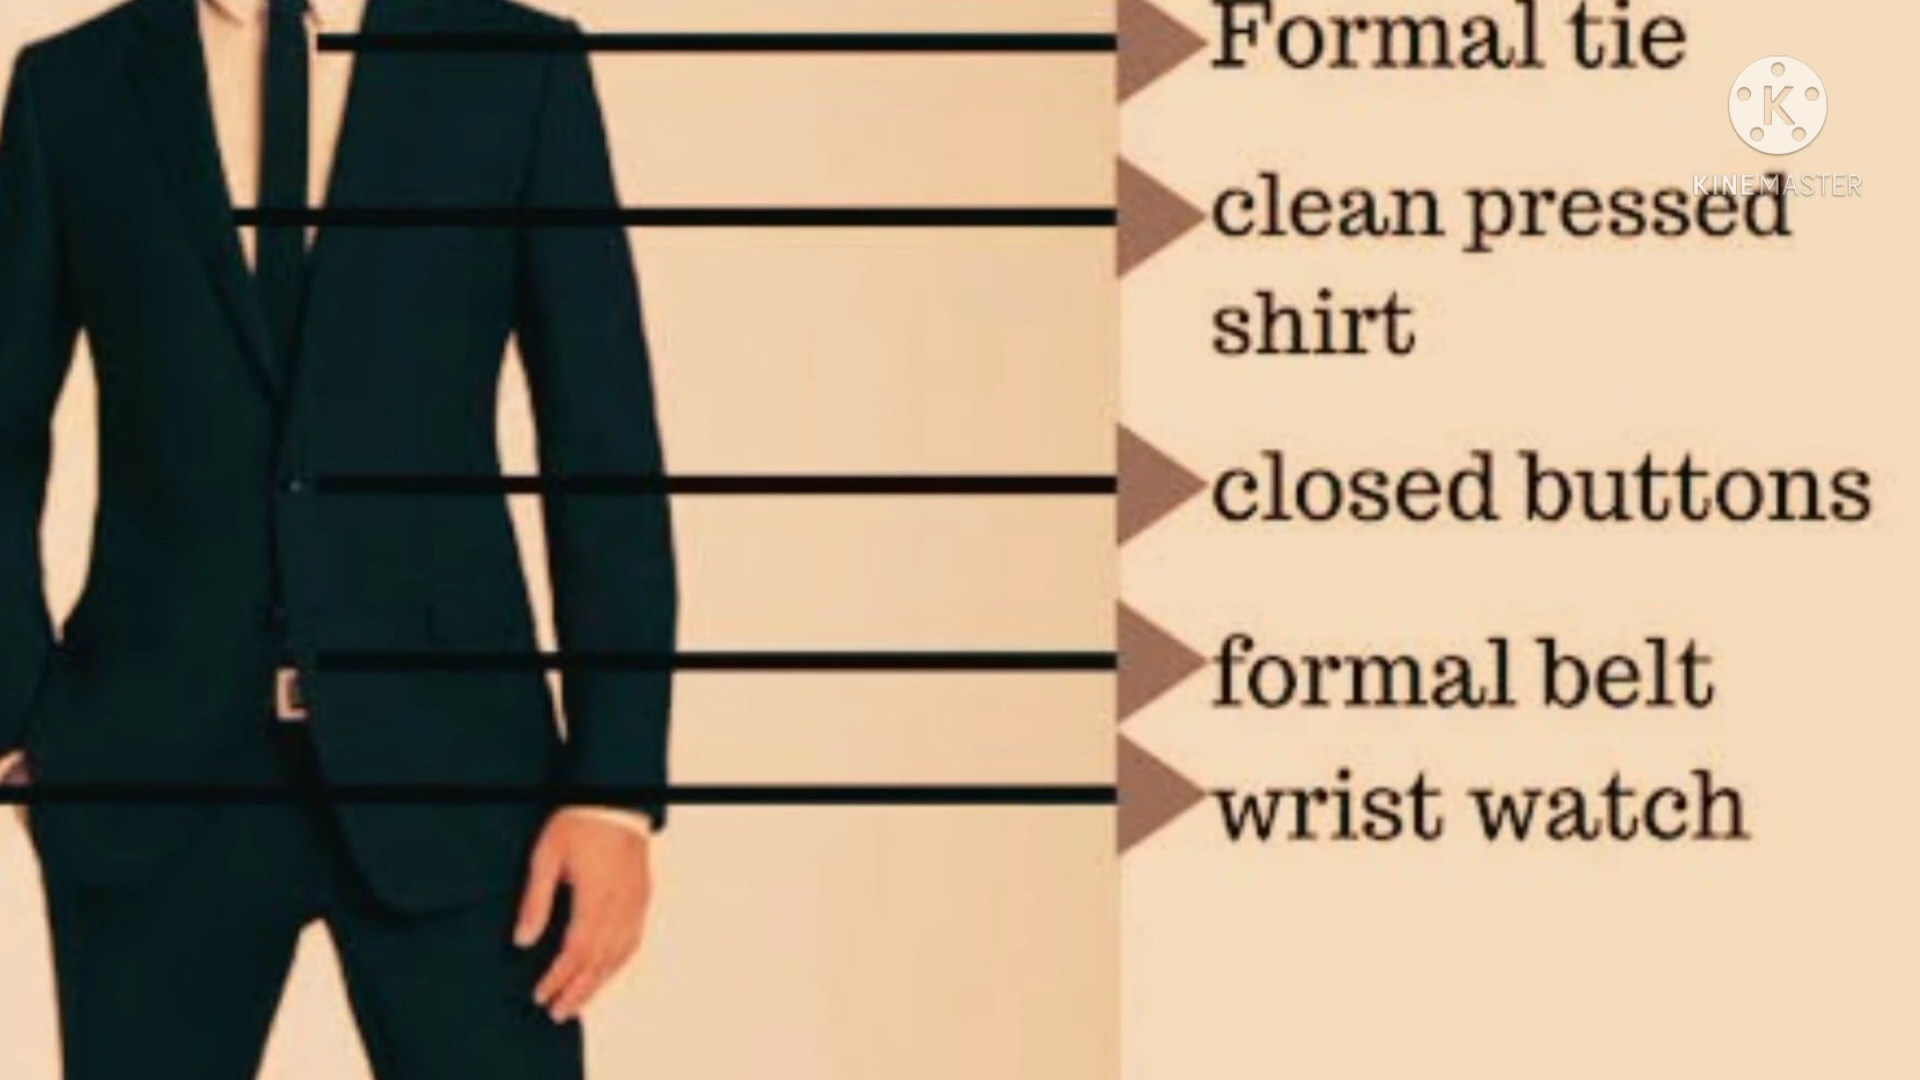 Formal tie
K
KINEMASTER
clean pressed
shirt
closed buttons
formal belt
wrist watch